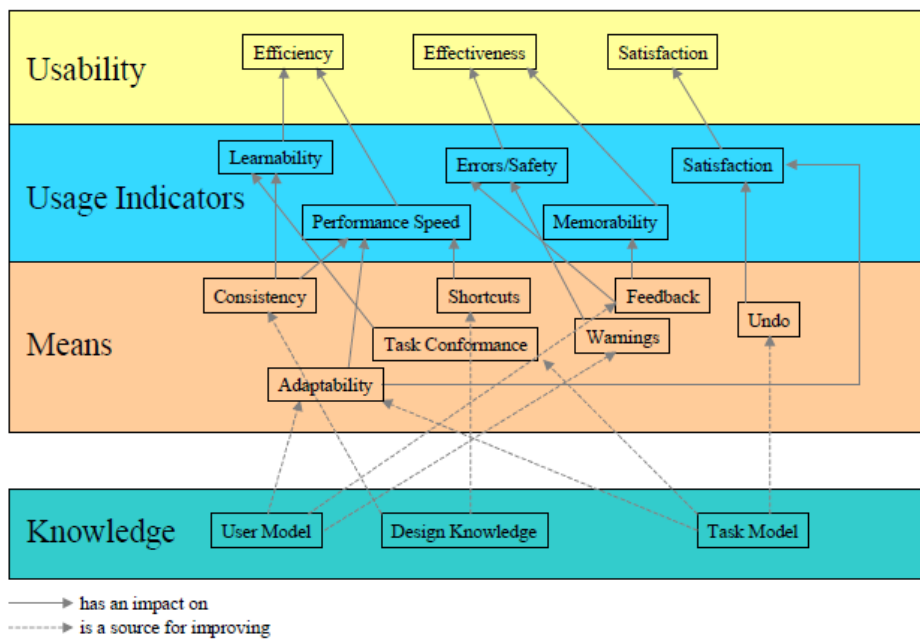 Usability
Efficiency
Effectiveness
Satisfaction
Usage Indicators
Learnability
Errors/Safety
Satisfaction
Performance Speed
Memorability
Means
Consistency
Shortcuts
Feedback
Undo
Task Conformance
Warnings
Adaptability
Knowledge
User Model
Design Knowledge
Task Model
has an impact on
is a source for improving